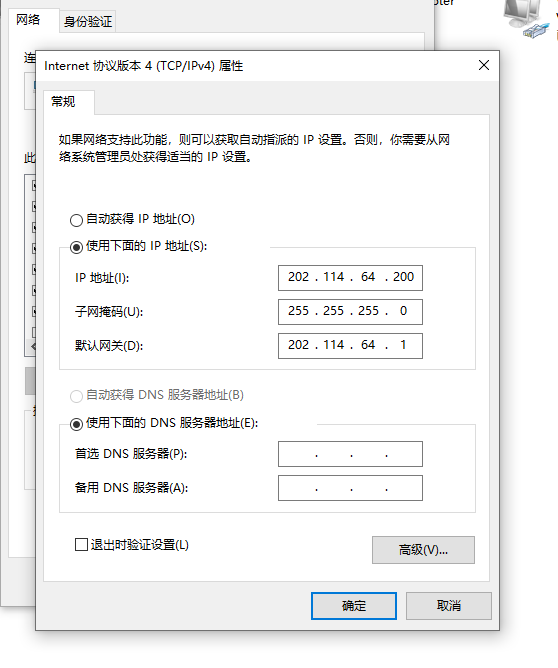 网络
身份验证
Internet 协议版本 4 (TCP/IPv4) 属性
常规
如果网络支持此功能，则可以获取自动指派的 IP 设置。否则，你需要从网
络系统管理员处获得适当的 IP 设置。
自动获得 IP 地址(O)
使用下面的 IP 地址(S):
IP 地址(I): 202 . 114 . 64 . 200
子网掩码(U): 255 . 255 . 255 . 0
默认网关(D): 202 . 114 . 64 . 1
自动获得 DNS 服务器地址(B)
使用下面的 DNS 服务器地址(E):
首选 DNS 服务器(P): . . .
备用 DNS 服务器(A): . . .
退出时验证设置(L)
高级(V)...
确定
取消